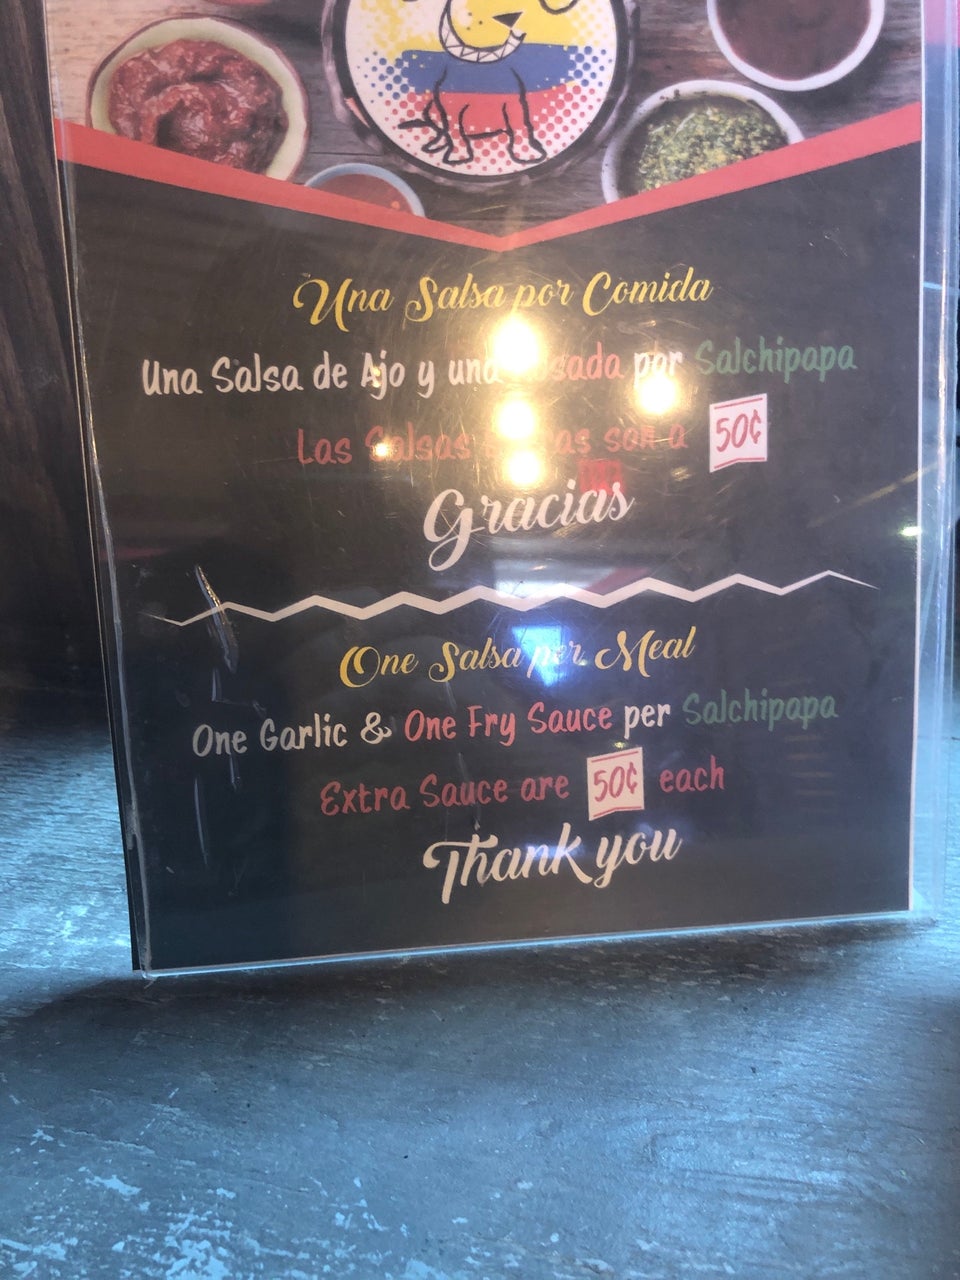 Una Salsa por Comida
Una Salsa de Ajo y una por Salchipapa
Las Salsas son a 50¢
Gracias
One Salsa per Meal
One Garlic & One Fry Sauce per Salchipapa
Extra Sauce are 50¢ each
Thank you